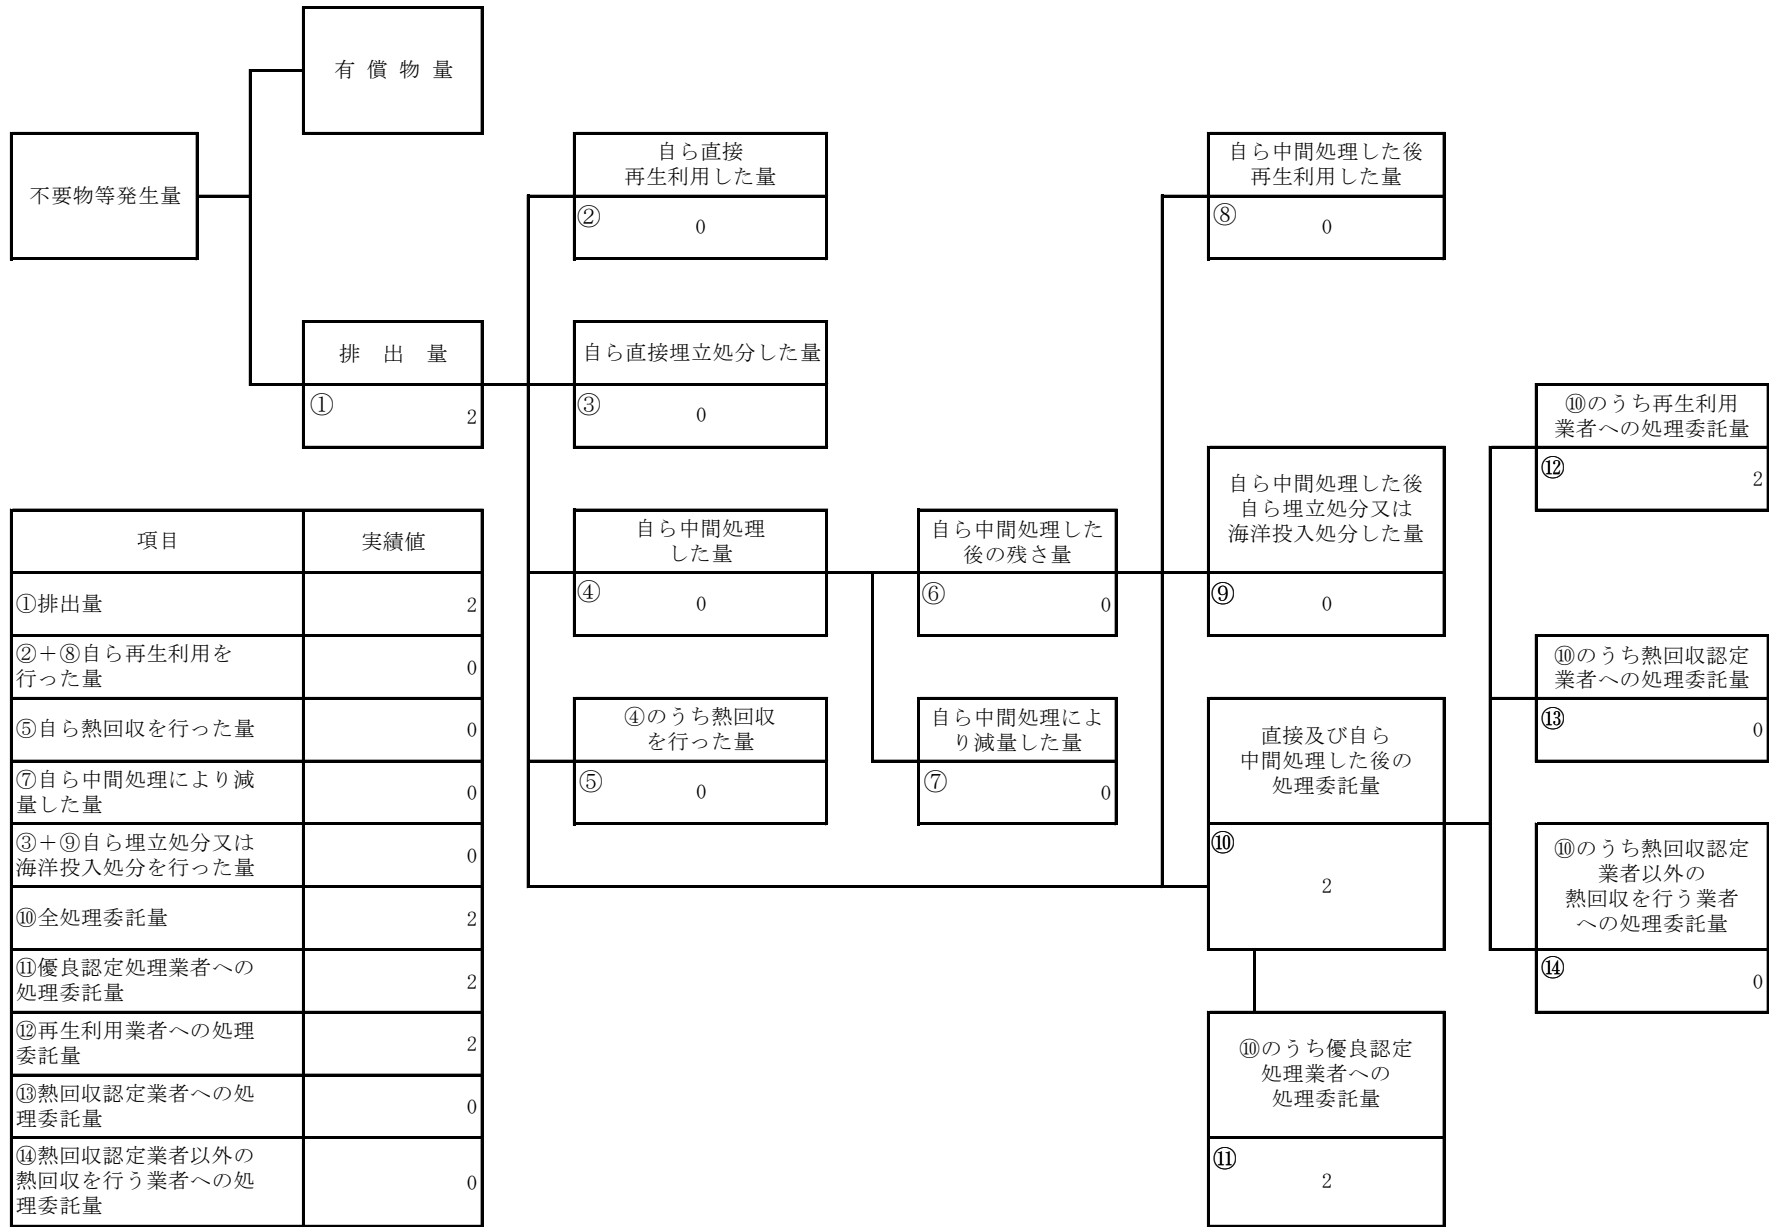 有償物量
不要物等発生量
排出量
①
2
自ら直接
再生利用した量
②
0
自ら直接埋立処分した量
③
0
自ら中間処理
した量
④
0
④のうち熱回収
を行った量
⑤
0
自ら中間処理した
後の残さ量
⑥
0
自ら中間処理によ
り減量した量
⑦
0
自ら中間処理した後
再生利用した量
⑧
0
自ら中間処理した後
自ら埋立処分又は
海洋投入処分した量
⑨
0
直接及び自ら
中間処理した後の
処理委託量
⑩
2
⑩のうち優良認定
処理業者への
処理委託量
⑪
2
⑩のうち再生利用
業者への処理委託量
⑫
2
⑩のうち熱回収認定
業者への処理委託量
⑬
0
⑩のうち熱回収認定
業者以外の
熱回収を行う業者
への処理委託量
⑭
0
項目 実績値
①排出量 2
②+⑧自ら再生利用を
行った量 0
⑤自ら熱回収を行った量 0
⑦自ら中間処理により減
量した量 0
③+⑨自ら埋立処分又は
海洋投入処分を行った量 0
⑩全処理委託量 2
⑪優良認定処理業者への
処理委託量 2
⑫再生利用業者への処理
委託量 2
⑬熱回収認定業者への処
理委託量 0
⑭熱回収認定業者以外の
熱回収を行う業者への処
理委託量 0